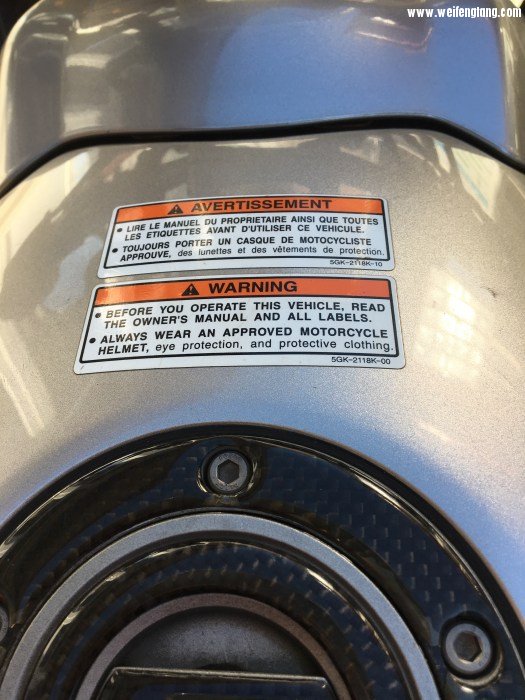 www.weifengtang.com
AVERTISSEMENT
• LIRE LE MANUEL DU PROPRIETAIRE AINSI QUE TOUTES
LES ETIQUETTES AVANT D'UTILISER CE VEHICULE.
• TOUJOURS PORTER UN CASQUE DE MOTOCYCLISTE
APPROUVE, des lunettes et des vêtements de protection.
5GK-2118K-10
WARNING
• BEFORE YOU OPERATE THIS VEHICLE, READ
THE OWNER'S MANUAL AND ALL LABELS.
• ALWAYS WEAR AN APPROVED MOTORCYCLE
HELMET, eye protection, and protective clothing.
5GK-2118K-00